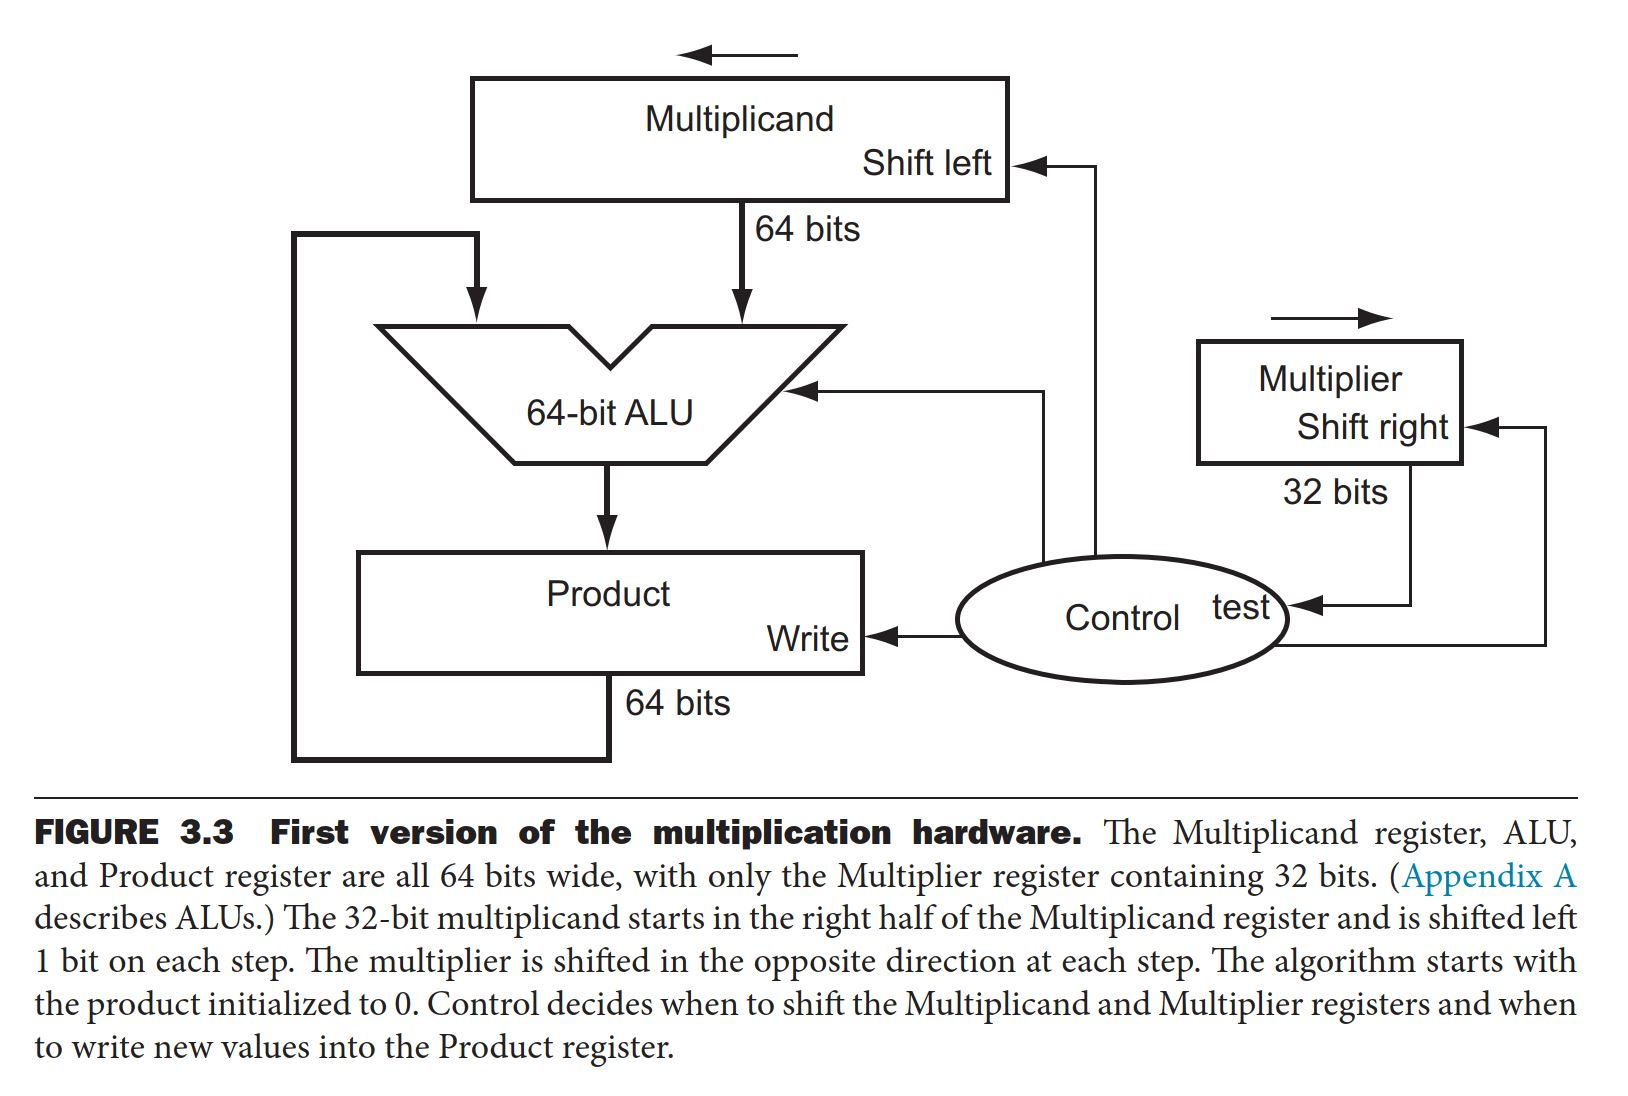 Multiplicand
Shift left
64 bits
Multiplier
Shift right
64-bit ALU
32 bits
Product
Write
Control
test
64 bits
FIGURE 3.3 First version of the multiplication hardware. The Multiplicand register, ALU,
and Product register are all 64 bits wide, with only the Multiplier register containing 32 bits. (Appendix A
describes ALUs.) The 32-bit multiplicand starts in the right half of the Multiplicand register and is shifted left
1 bit on each step. The multiplier is shifted in the opposite direction at each step. The algorithm starts with
the product initialized to 0. Control decides when to shift the Multiplicand and Multiplier registers and when
to write new values into the Product register.